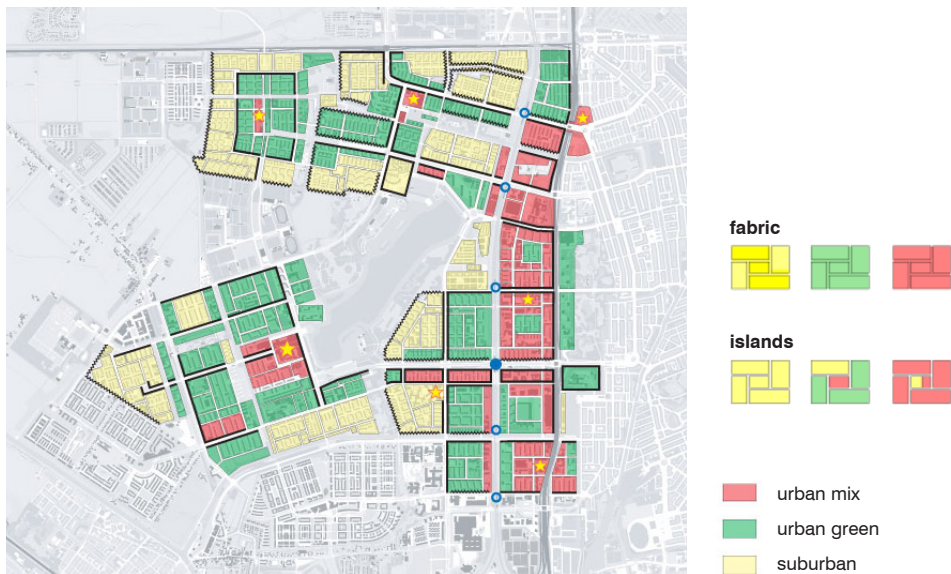 fabric
islands
urban mix
urban green
suburban